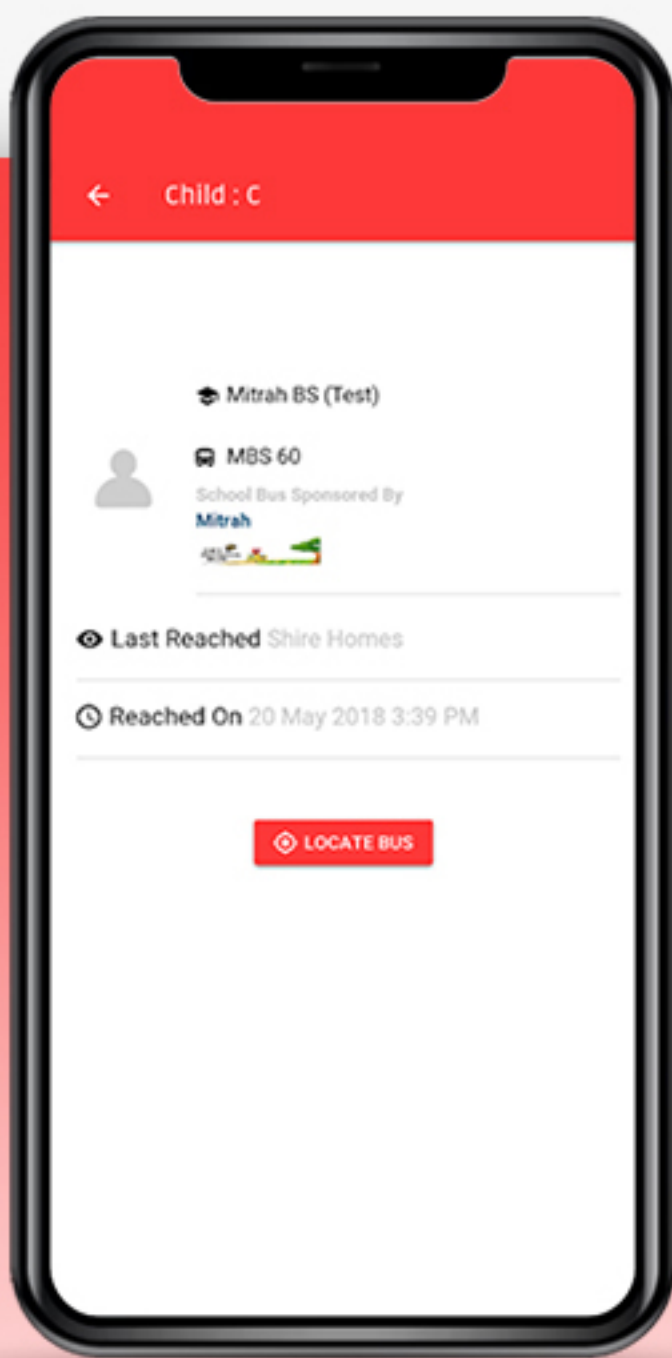 Child : C
Mitrah BS (Test)
MBS 60
School Bus Sponsored By
Mitrah
Last Reached Shire Homes
Reached On 20 May 2018 3:39 PM
LOCATE BUS